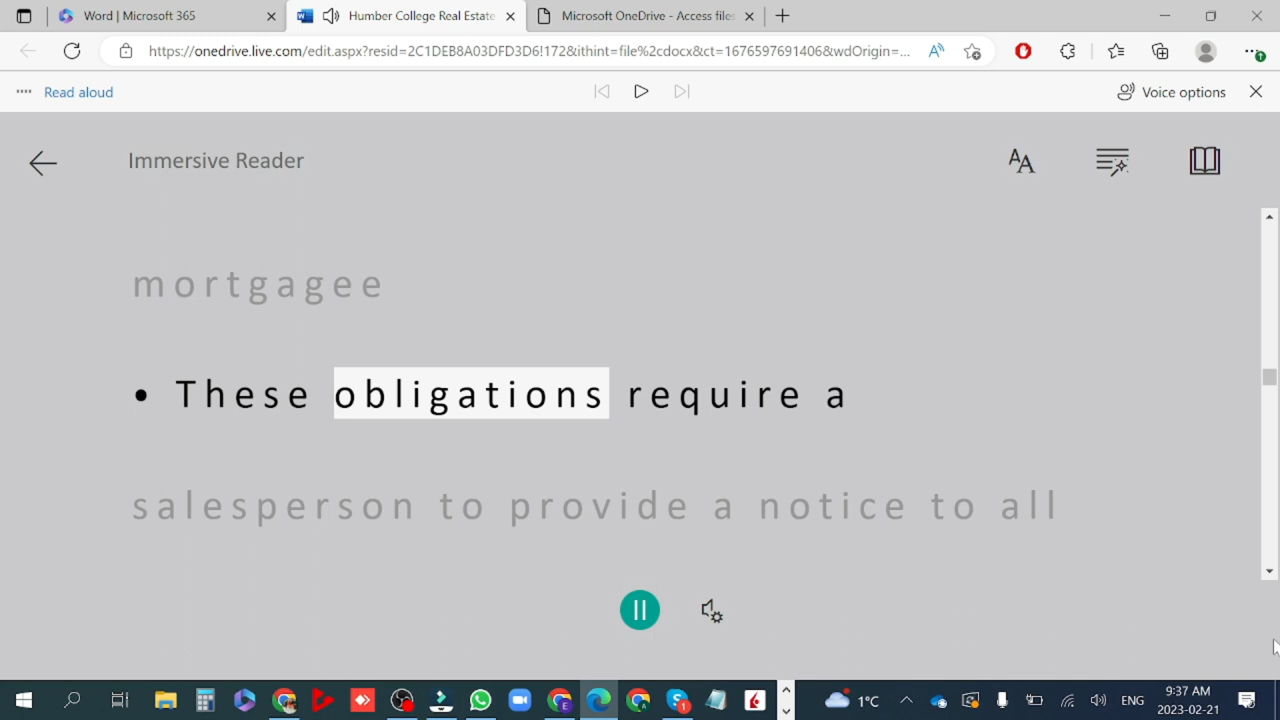 Word | Microsoft 365
Humber College Real Estate
Microsoft OneDrive - Access files
https://onedrive.live.com/edit.aspx?resid=2C1DEB8A03DFD3D6!172&ithint=file%2cdocx&ct=1676597691406&wdOrigin=...
Read aloud
Voice options
Immersive Reader
mortgagee
• These obligations require a
salesperson to provide a notice to all
1°C
ENG
9:37 AM
2023-02-21